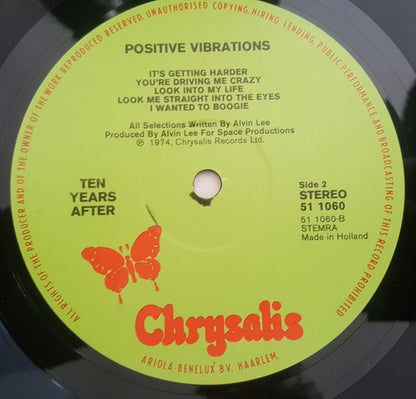 ALL RIGHTS OF THE PRODUCER AND OF THE OWNER OF THE WORK REPRODUCED RESERVED. UNAUTHORISED COPYING, HIRING, LENDING, PUBLIC PERFORMANCE AND BROADCASTING OF THIS RECORD PROHIBITED
POSITIVE VIBRATIONS
IT'S GETTING HARDER
YOU'RE DRIVING ME CRAZY
LOOK INTO MY LIFE
LOOK ME STRAIGHT INTO THE EYES
I WANTED TO BOOGIE
All Selections Written By Alvin Lee
Produced By Alvin Lee For Space Productions
℗ 1974, Chrysalis Records Ltd.
TEN
YEARS
AFTER
Side 2
STEREO
51 1060
51 1060-B
STEMRA
Made in Holland
Chrysalis
ARIOLA-BENELUX B.V. HAARLEM